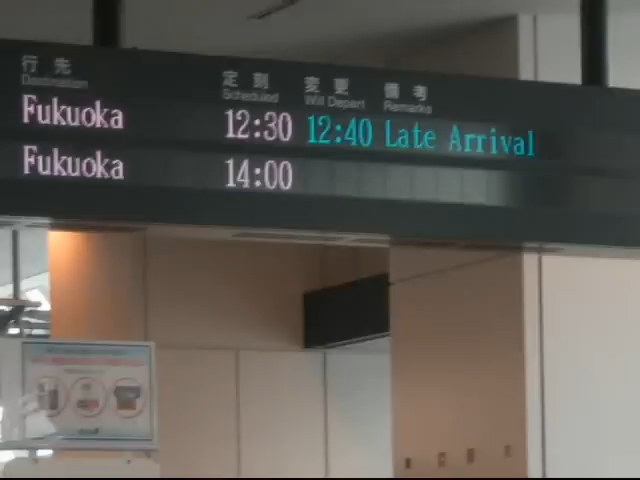 行先 定刻 変更 備考
Destination Scheduled Will Depart Remarks
Fukuoka 12:30 12:40 Late Arrival
Fukuoka 14:00